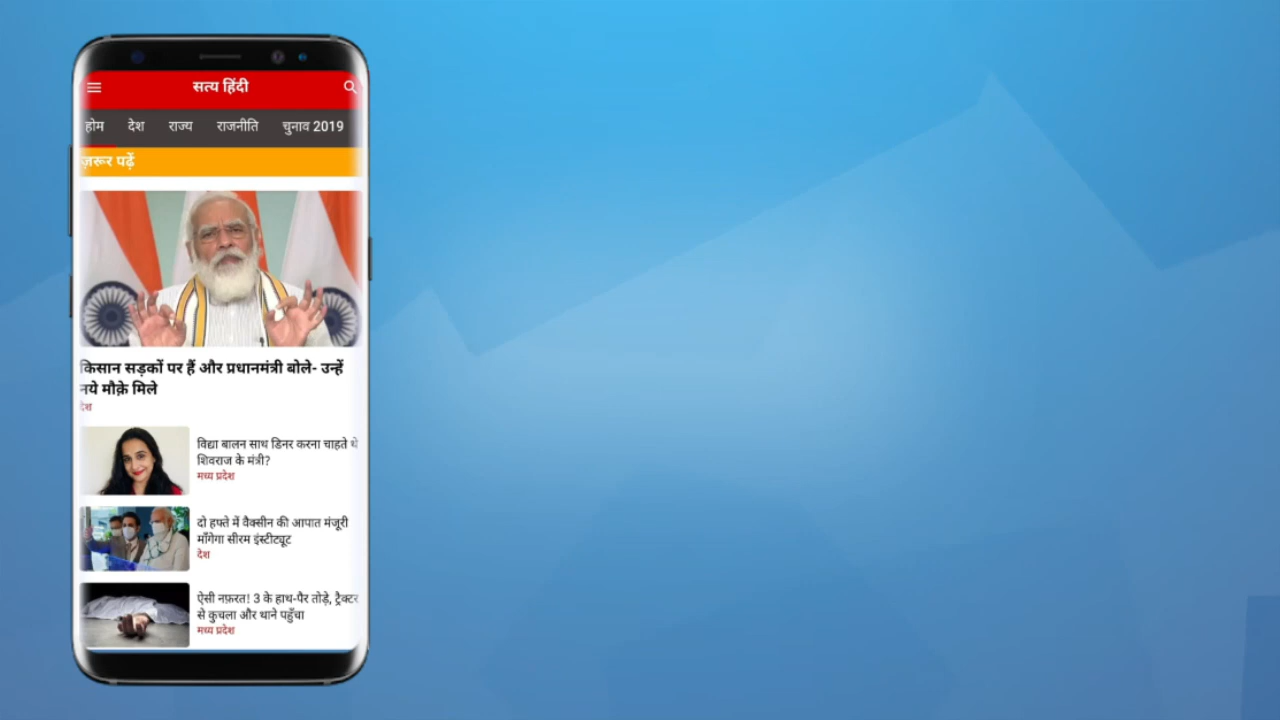 सत्य हिंदी
होम देश राज्य राजनीति चुनाव 2019
ज़रूर पढ़ें
किसान सड़कों पर हैं और प्रधानमंत्री बोले- उन्हें
नये मौक़े मिले
देश
विद्या बालन साथ डिनर करना चाहते थे
शिवराज के मंत्री?
मध्य प्रदेश
दो हफ्ते में वैक्सीन की आपात मंजूरी
माँगेगा सीरम इंस्टीट्यूट
देश
ऐसी नफ़रत! 3 के हाथ-पैर तोड़े, ट्रैक्टर
से कुचला और थाने पहुँचा
मध्य प्रदेश